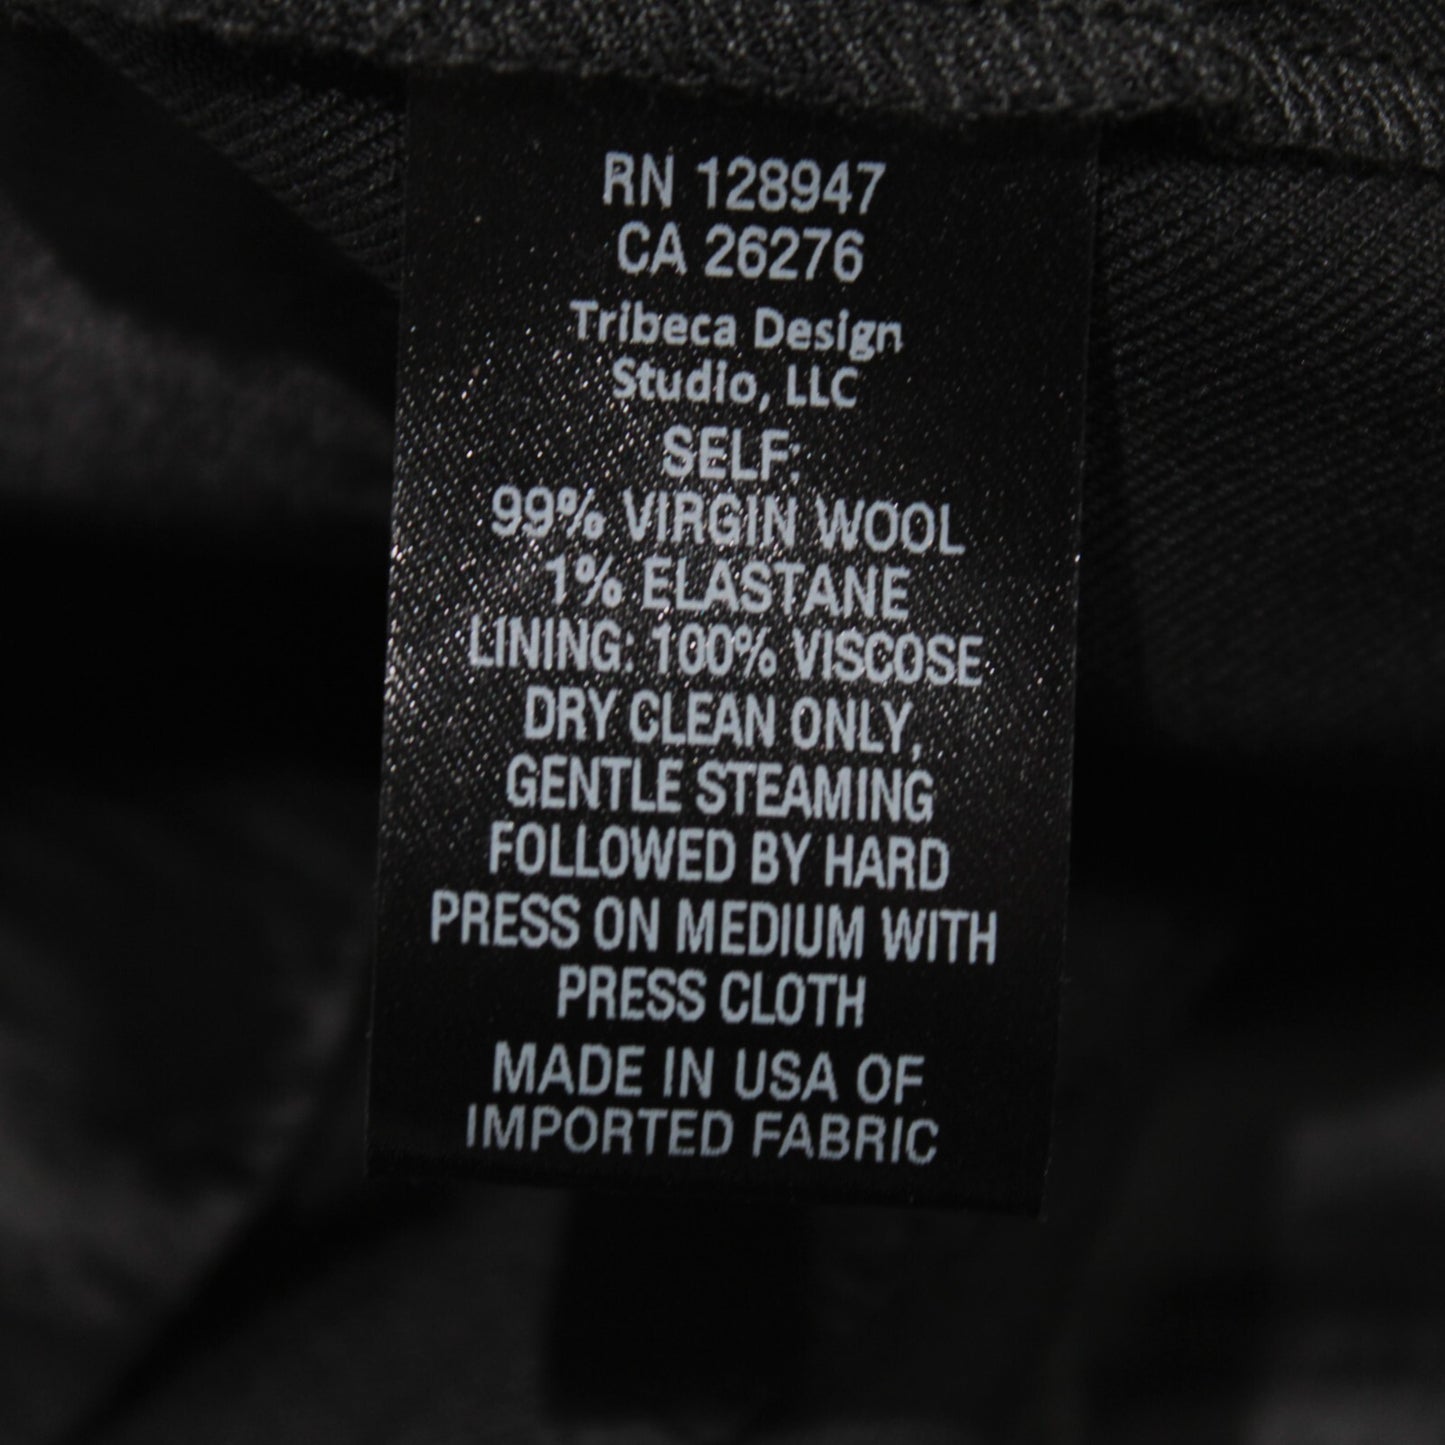 RN 128947
CA 26276
Tribeca Design
Studio, LLC
SELF:
99% VIRGIN WOOL
1% ELASTANE
LINING: 100% VISCOSE
DRY CLEAN ONLY,
GENTLE STEAMING
FOLLOWED BY HARD
PRESS ON MEDIUM WITH
PRESS CLOTH
MADE IN USA OF
IMPORTED FABRIC